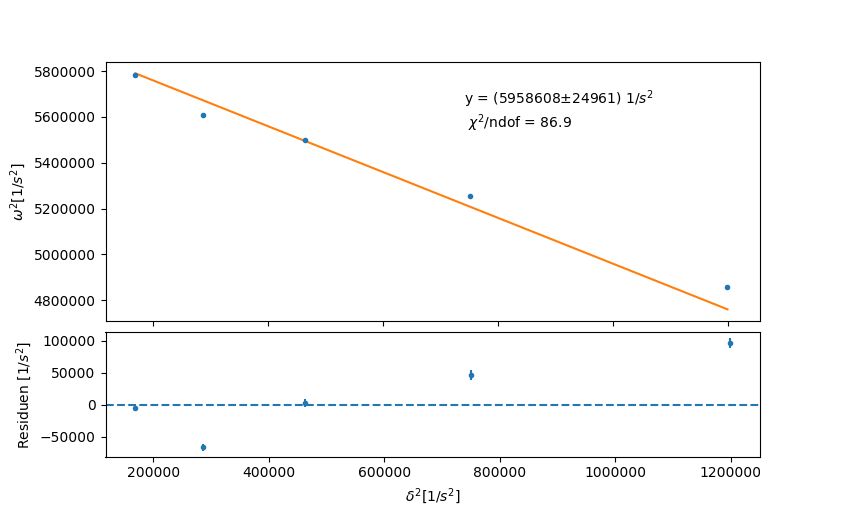 5800000
5600000
5400000
5200000
5000000
4800000
ω²[1/s²]
y = (5958608±24961) 1/s²
χ²/ndof = 86.9
100000
50000
0
−50000
Residuen [1/s²]
200000 400000 600000 800000 1000000 1200000
δ²[1/s²]